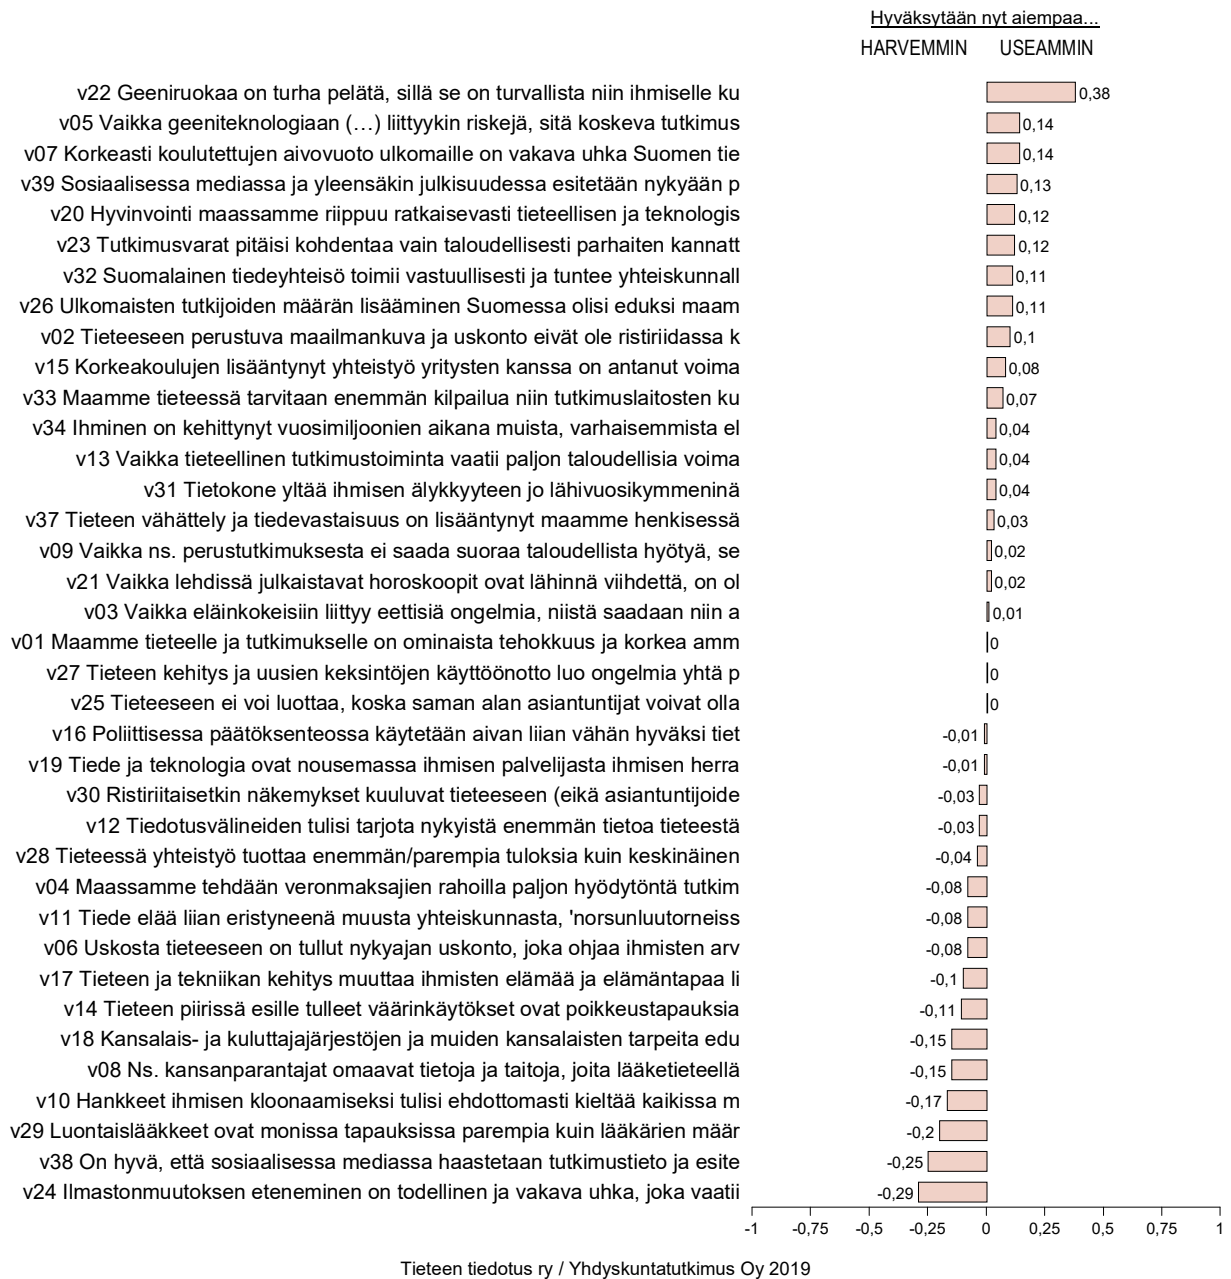 Hyväksytään nyt aiempaa...
HARVEMMIN USEAMMIN
v22 Geeniruokaa on turha pelätä, sillä se on turvallista niin ihmiselle ku 0,38
v05 Vaikka geeniteknologiaan (…) liittyykin riskejä, sitä koskeva tutkimus 0,14
v07 Korkeasti koulutettujen aivovuoto ulkomaille on vakava uhka Suomen tie 0,14
v39 Sosiaalisessa mediassa ja yleensäkin julkisuudessa esitetään nykyään p 0,13
v20 Hyvinvointi maassamme riippuu ratkaisevasti tieteellisen ja teknologis 0,12
v23 Tutkimusvarat pitäisi kohdentaa vain taloudellisesti parhaiten kannatt 0,12
v32 Suomalainen tiedeyhteisö toimii vastuullisesti ja tuntee yhteiskunnall 0,11
v26 Ulkomaisten tutkijoiden määrän lisääminen Suomessa olisi eduksi maam 0,11
v02 Tieteeseen perustuva maailmankuva ja uskonto eivät ole ristiriidassa k 0,1
v15 Korkeakoulujen lisääntynyt yhteistyö yritysten kanssa on antanut voima 0,08
v33 Maamme tieteessä tarvitaan enemmän kilpailua niin tutkimuslaitosten ku 0,07
v34 Ihminen on kehittynyt vuosimiljoonien aikana muista, varhaisemmista el 0,04
v13 Vaikka tieteellinen tutkimustoiminta vaatii paljon taloudellisia voima 0,04
v31 Tietokone yltää ihmisen älykkyyteen jo lähivuosikymmeninä 0,04
v37 Tieteen vähättely ja tiedevastaisuus on lisääntynyt maamme henkisessä 0,03
v09 Vaikka ns. perustutkimuksesta ei saada suoraa taloudellista hyötyä, se 0,02
v21 Vaikka lehdissä julkaistavat horoskoopit ovat lähinnä viihdettä, on ol 0,02
v03 Vaikka eläinkokeisiin liittyy eettisiä ongelmia, niistä saadaan niin a 0,01
v01 Maamme tieteelle ja tutkimukselle on ominaista tehokkuus ja korkea amm 0
v27 Tieteen kehitys ja uusien keksintöjen käyttöönotto luo ongelmia yhtä p 0
v25 Tieteeseen ei voi luottaa, koska saman alan asiantuntijat voivat olla 0
v16 Poliittisessa päätöksenteossa käytetään aivan liian vähän hyväksi tiet -0,01
v19 Tiede ja teknologia ovat nousemassa ihmisen palvelijasta ihmisen herra -0,01
v30 Ristiriitaisetkin näkemykset kuuluvat tieteeseen (eikä asiantuntijoide -0,03
v12 Tiedotusvälineiden tulisi tarjota nykyistä enemmän tietoa tieteestä -0,03
v28 Tieteessä yhteistyö tuottaa enemmän/parempia tuloksia kuin keskinäinen -0,04
v04 Maassamme tehdään veronmaksajien rahoilla paljon hyödytöntä tutkim -0,08
v11 Tiede elää liian eristyneenä muusta yhteiskunnasta, 'norsunluutorneiss -0,08
v06 Uskosta tieteeseen on tullut nykyajan uskonto, joka ohjaa ihmisten arv -0,08
v17 Tieteen ja tekniikan kehitys muuttaa ihmisten elämää ja elämäntapaa li -0,1
v14 Tieteen piirissä esille tulleet väärinkäytökset ovat poikkeustapauksia -0,11
v18 Kansalais- ja kuluttajajärjestöjen ja muiden kansalaisten tarpeita edu -0,15
v08 Ns. kansanparantajat omaavat tietoja ja taitoja, joita lääketieteellä -0,15
v10 Hankkeet ihmisen kloonaamiseksi tulisi ehdottomasti kieltää kaikissa m -0,17
v29 Luontaislääkkeet ovat monissa tapauksissa parempia kuin lääkärien määr -0,2
v38 On hyvä, että sosiaalisessa mediassa haastetaan tutkimustieto ja esite -0,25
v24 Ilmastonmuutoksen eteneminen on todellinen ja vakava uhka, joka vaatii -0,29
-1 -0,75 -0,5 -0,25 0 0,25 0,5 0,75 1
Tieteen tiedotus ry / Yhdyskuntatutkimus Oy 2019